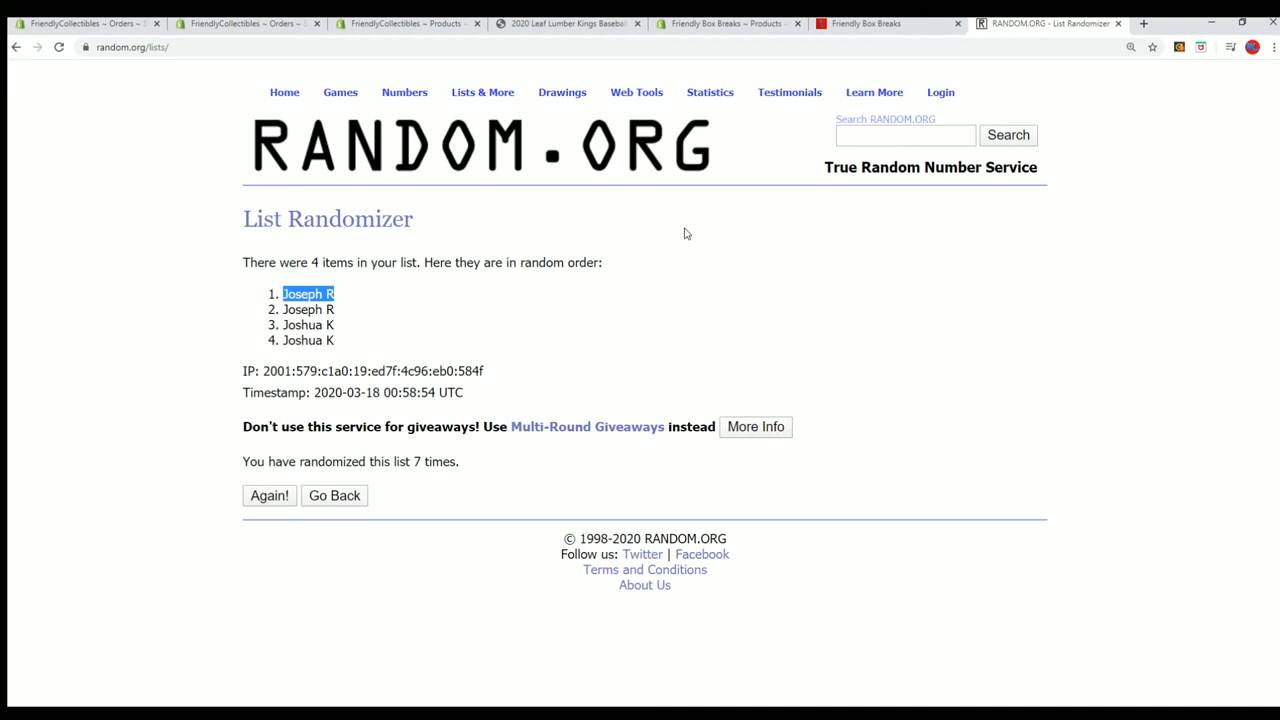 FriendlyCollectibles ~ Orders ~ S
FriendlyCollectibles ~ Orders ~ S
FriendlyCollectibles ~ Products ~
2020 Leaf Lumber Kings Baseball
Friendly Box Breaks ~ Products ~
Friendly Box Breaks
RANDOM.ORG - List Randomizer
random.org/lists/
Home Games Numbers Lists & More Drawings Web Tools Statistics Testimonials Learn More Login
RANDOM.ORG
Search RANDOM.ORG
Search
True Random Number Service
List Randomizer
There were 4 items in your list. Here they are in random order:
1. Joseph R
2. Joseph R
3. Joshua K
4. Joshua K
IP: 2001:579:c1a0:19:ed7f:4c96:eb0:584f
Timestamp: 2020-03-18 00:58:54 UTC
Don't use this service for giveaways! Use Multi-Round Giveaways instead More Info
You have randomized this list 7 times.
Again! Go Back
© 1998-2020 RANDOM.ORG
Follow us: Twitter | Facebook
Terms and Conditions
About Us